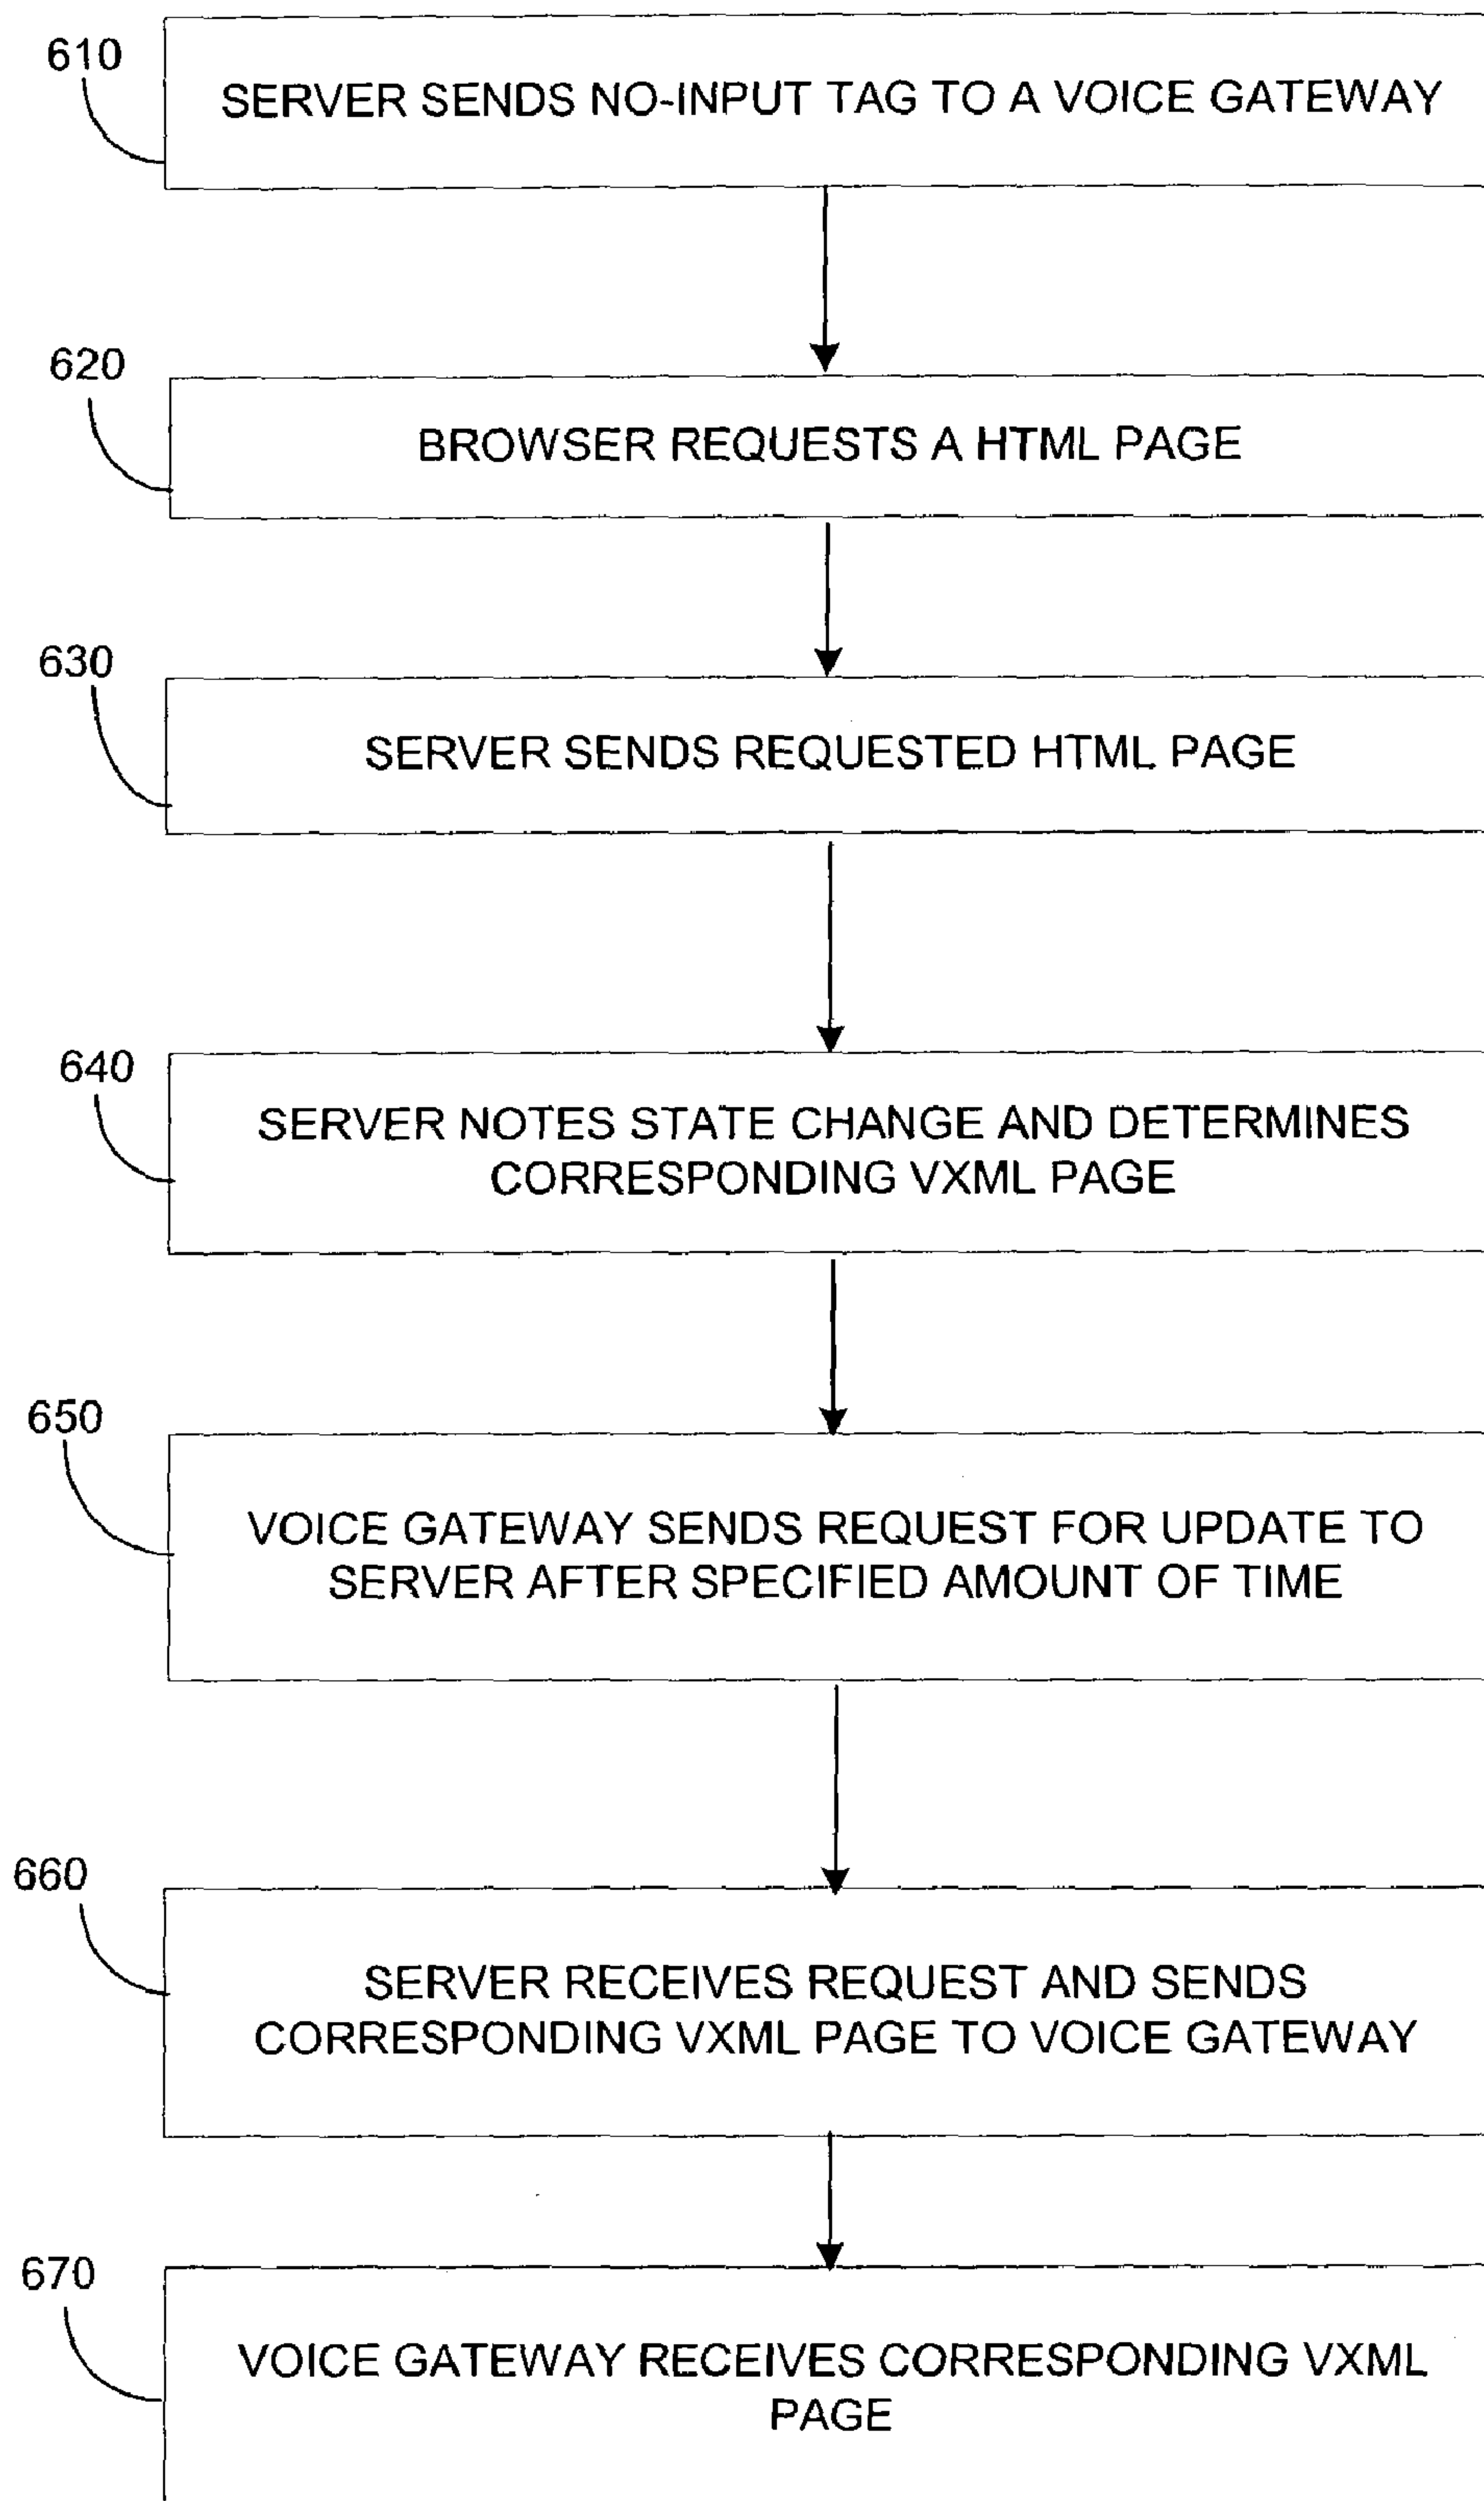 610
SERVER SENDS NO-INPUT TAG TO A VOICE GATEWAY
620
BROWSER REQUESTS A HTML PAGE
630
SERVER SENDS REQUESTED HTML PAGE
640
SERVER NOTES STATE CHANGE AND DETERMINES
CORRESPONDING VXML PAGE
650
VOICE GATEWAY SENDS REQUEST FOR UPDATE TO
SERVER AFTER SPECIFIED AMOUNT OF TIME
660
SERVER RECEIVES REQUEST AND SENDS
CORRESPONDING VXML PAGE TO VOICE GATEWAY
670
VOICE GATEWAY RECEIVES CORRESPONDING VXML
PAGE